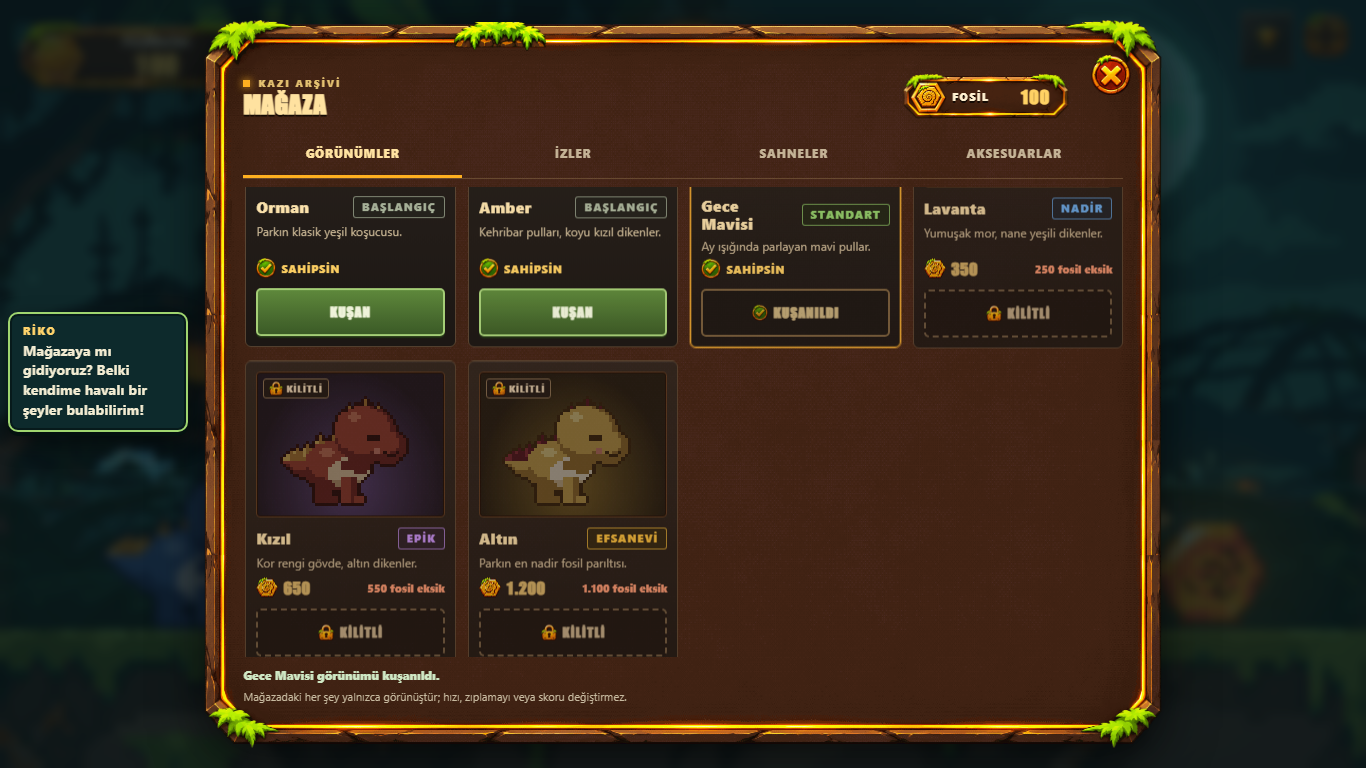 KAZI ARŞİVİ
MAĞAZA
FOSİL 100
GÖRÜNÜMLER İZLER SAHNELER AKSESUARLAR
Orman BAŞLANGIÇ
Parkın klasik yeşil koşucusu.
SAHİPSİN
KUŞAN
Amber BAŞLANGIÇ
Kehribar pulları, koyu kızıl dikenler.
SAHİPSİN
KUŞAN
Gece
Mavisi STANDART
Ay ışığında parlayan mavi pullar.
SAHİPSİN
KUŞANILDI
Lavanta NADİR
Yumuşak mor, nane yeşili dikenler.
350 250 fosil eksik
KİLİTLİ
RİKO
Mağazaya mı
gidiyoruz? Belki
kendime havalı bir
şeyler bulabilirim!
KİLİTLİ
Kızıl EPİK
Kor rengi gövde, altın dikenler.
650 550 fosil eksik
KİLİTLİ
KİLİTLİ
Altın EFSANEVİ
Parkın en nadir fosil parıltısı.
1.200 1.100 fosil eksik
KİLİTLİ
Gece Mavisi görünümü kuşanıldı.
Mağazadaki her şey yalnızca görünüştür; hızı, zıplamayı veya skoru değiştirmez.